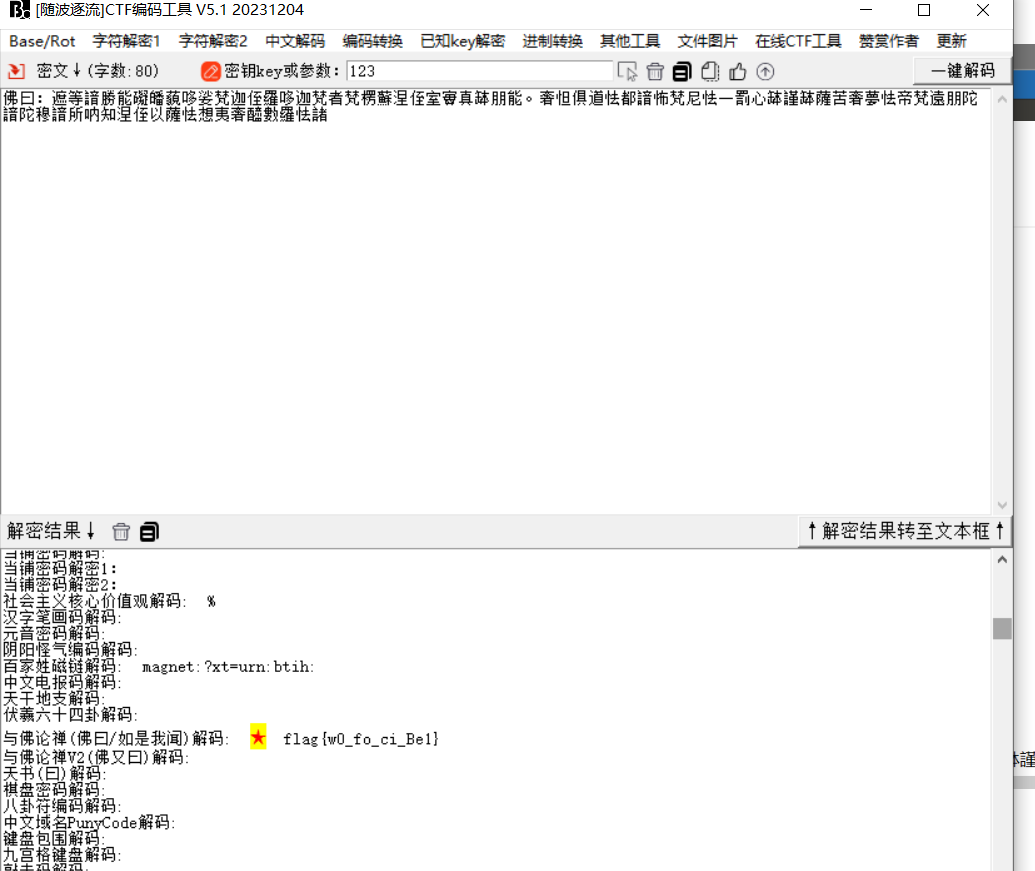 [随波逐流]CTF编码工具 V5.1 20231204
Base/Rot 字符解密1 字符解密2 中文解码 编码转换 已知key解密 进制转换 其他工具 文件图片 在线CTF工具 赞赏作者 更新
密文↓(字数:80) 密钥key或参数: 123 一键解码
佛曰：遮等諳勝能礙皤藐哆娑梵迦侄羅哆迦梵者梵楞蘇涅侄室實真缽朋能。奢怛俱道怯都諳怖梵尼怯一罰心缽謹缽薩苦奢夢怯帝梵遠朋陀
諳陀穆諳所呐知涅侄以薩怯想夷奢醯數羅怯諸
解密结果↓ ↑解密结果转至文本框↑
当铺密码解码:
当铺密码解密1:
当铺密码解密2:
社会主义核心价值观解码: %
汉字笔画码解码:
元音密码解码:
阴阳怪气编码解码:
百家姓磁链解码: magnet:?xt=urn:btih:
中文电报码解码:
天干地支解码:
伏羲六十四卦解码:
与佛论禅(佛曰/如是我闻)解码: ★ flag{w0_fo_ci_Be1}
与佛论禅V2(佛又曰)解码:
天书(曰)解码:
棋盘密码解码:
八卦符编码解码:
中文域名PunyCode解码:
键盘包围解码:
九宫格键盘解码:
敲击码解码:
謹